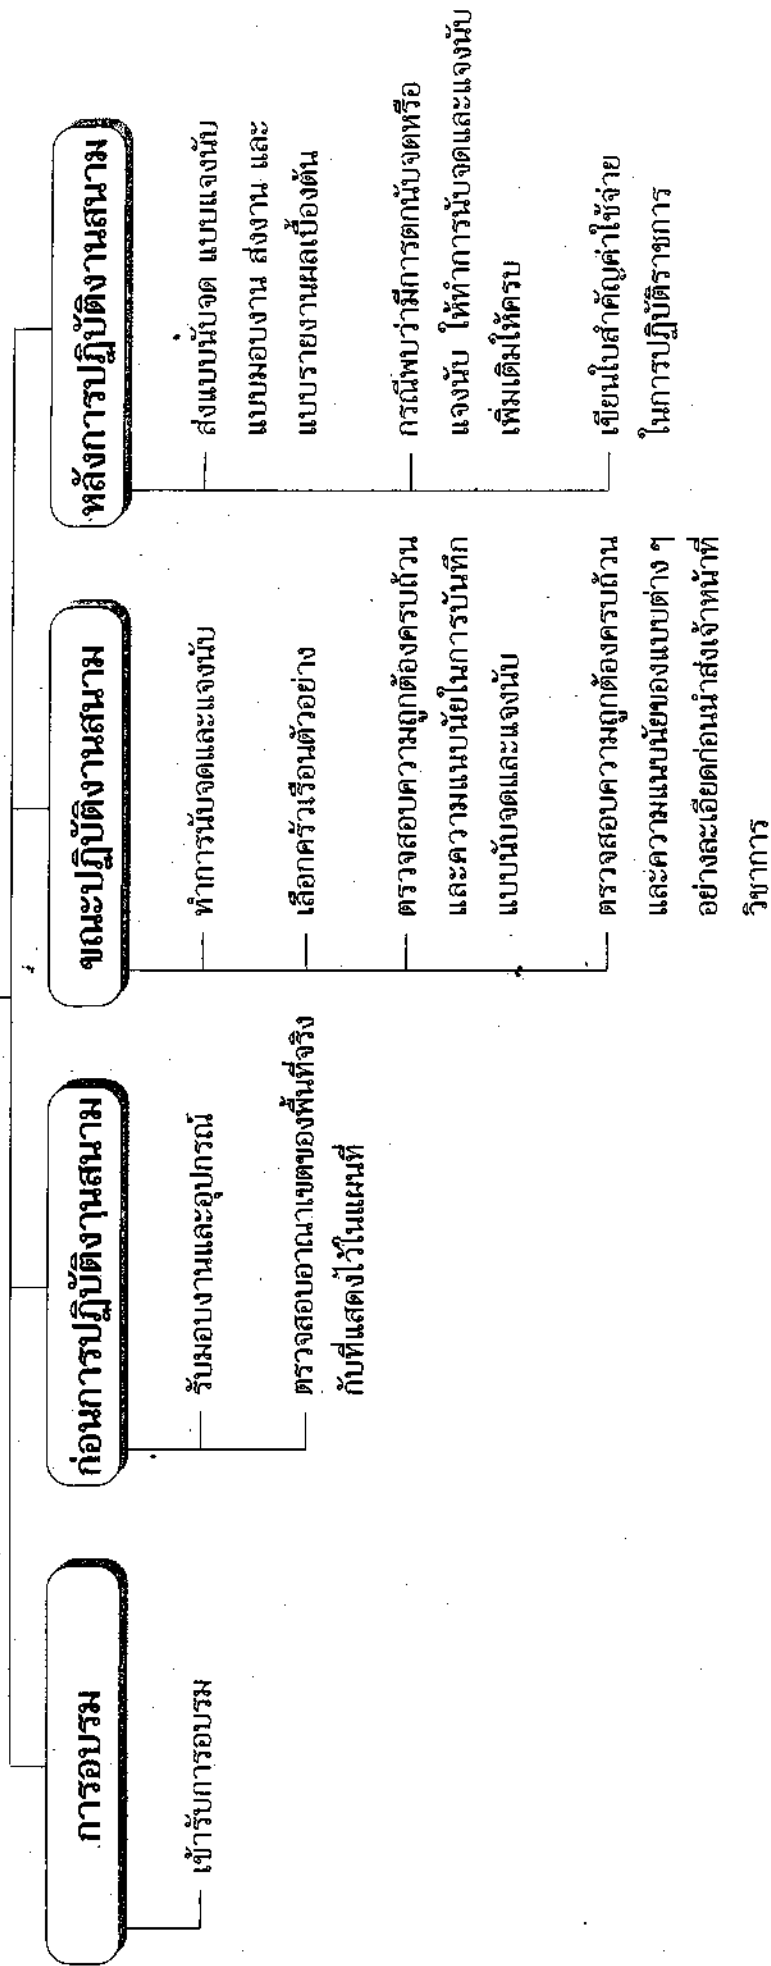 การอบรม
เข้ารับการอบรม
ก่อนการปฏิบัติงานสนาม
รับมอบงานและอุปกรณ์
ตรวจสอบอาณาเขตของพื้นที่จริง
กับที่แสดงไว้ในแผนที่
ขณะปฏิบัติงานสนาม
ทำการนับจดและแจงนับ
เลือกครัวเรือนตัวอย่าง
ตรวจสอบความถูกต้องครบถ้วน
และความแนบนัยในการบันทึก
แบบนับจดและแจงนับ
ตรวจสอบความถูกต้องครบถ้วน
และความแนบนัยของแบบต่าง ๆ
อย่างละเอียดก่อนนำส่งเจ้าหน้าที่
วิชาการ
หลังการปฏิบัติงานสนาม
ส่งแบบนับจด แบบแจงนับ
แบบมอบงาน ส่งงาน และ
แบบรายงานผลเบื้องต้น
กรณีพบว่ามีการตกนับจดหรือ
แจงนับ ให้ทำการนับจดและแจงนับ
เพิ่มเติมให้ครบ
เขียนใบสำคัญค่าใช้จ่าย
ในการปฏิบัติราชการ